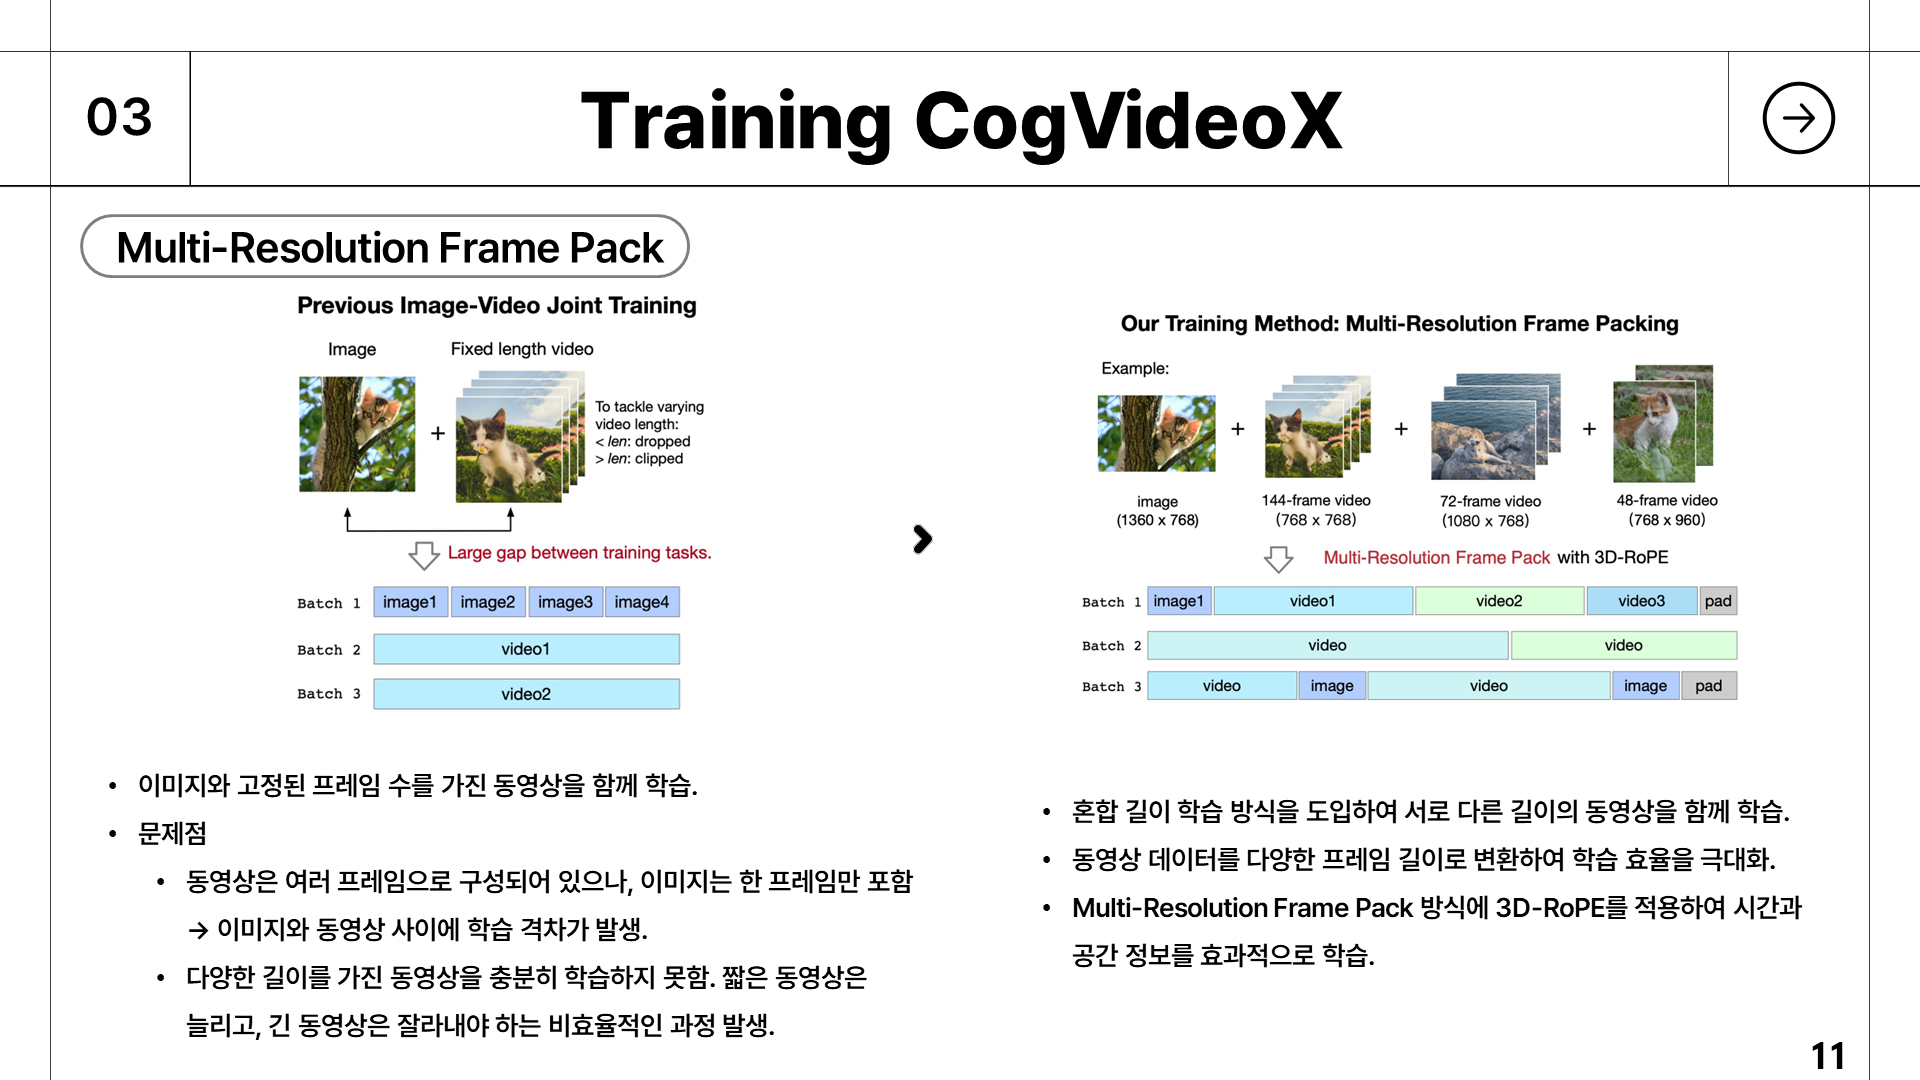 03
Training CogVideoX
Multi-Resolution Frame Pack
Previous Image-Video Joint Training
Image
Fixed length video
+
To tackle varying
video length:
< len: dropped
> len: clipped
Large gap between training tasks.
Batch 1 image1 image2 image3 image4
Batch 2 video1
Batch 3 video2
• 이미지와 고정된 프레임 수를 가진 동영상을 함께 학습.
• 문제점
• 동영상은 여러 프레임으로 구성되어 있으나, 이미지는 한 프레임만 포함
→ 이미지와 동영상 사이에 학습 격차가 발생.
• 다양한 길이를 가진 동영상을 충분히 학습하지 못함. 짧은 동영상은
늘리고, 긴 동영상은 잘라내야 하는 비효율적인 과정 발생.
Our Training Method: Multi-Resolution Frame Packing
Example:
+ + +
image 144-frame video 72-frame video 48-frame video
(1360 x 768) (768 x 768) (1080 x 768) (768 x 960)
Multi-Resolution Frame Pack with 3D-RoPE
Batch 1 image1 video1 video2 video3 pad
Batch 2 video video
Batch 3 video image video image pad
• 혼합 길이 학습 방식을 도입하여 서로 다른 길이의 동영상을 함께 학습.
• 동영상 데이터를 다양한 프레임 길이로 변환하여 학습 효율을 극대화.
• Multi-Resolution Frame Pack 방식에 3D-RoPE를 적용하여 시간과
공간 정보를 효과적으로 학습.
11